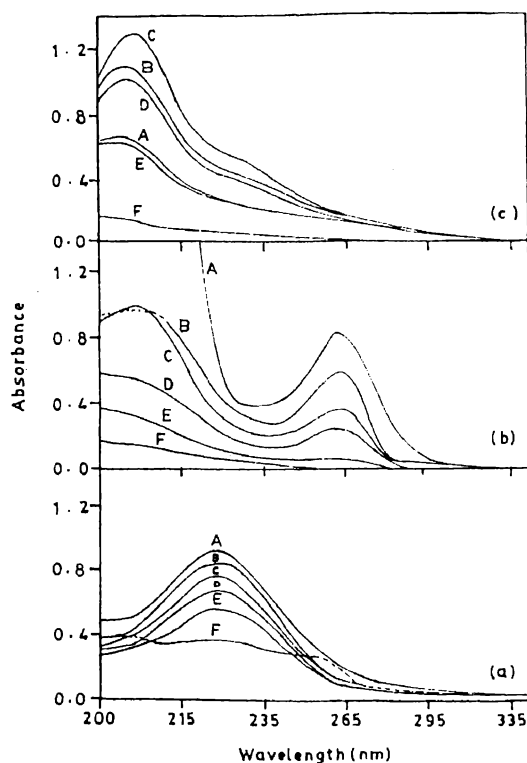 1.2
0.8
0.4
0.0
C
B
D
A
E
F
(c)
1.2
0.8
0.4
0.0
A
B
C
D
E
F
(b)
1.2
0.8
0.4
0.0
A
B
C
D
E
F
(a)
200 215 235 265 295 335
Absorbance
Wavelength (nm)